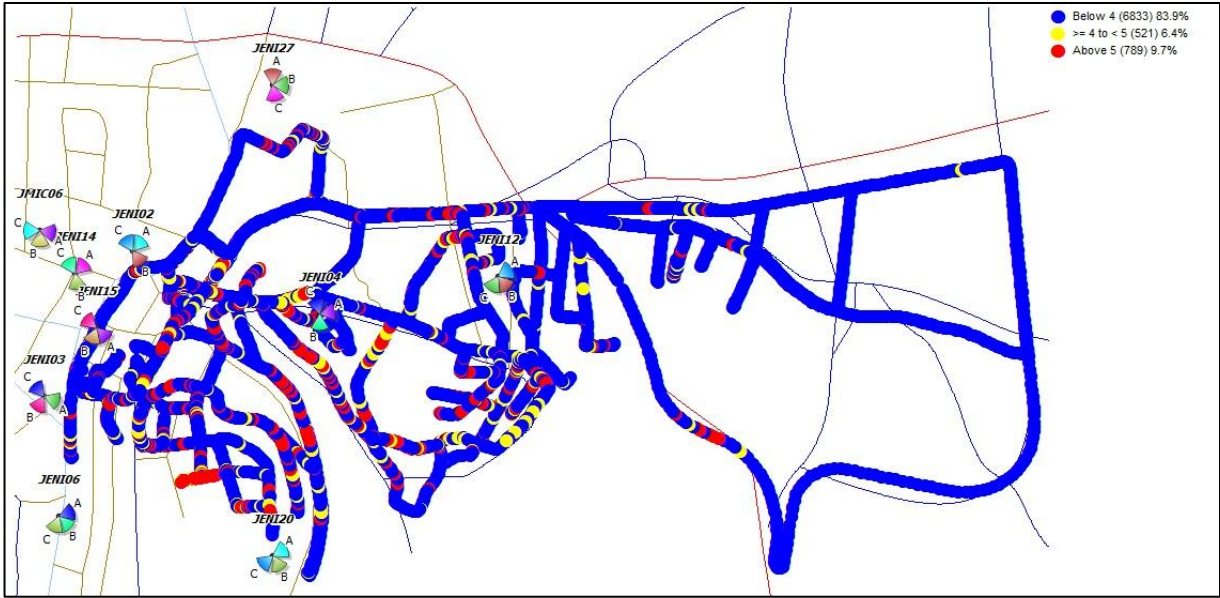 Below 4 (6833) 83.9%
>= 4 to < 5 (521) 6.4%
Above 5 (789) 9.7%
JENI27
A
B
C
JMIC06
C
A
B
JENI02
C
A
B
JENI14
C
A
B
JENI15
C
B
A
JENI12
A
C
B
JENI04
C
A
B
JENI03
C
A
B
JENI06
A
C
B
JENI20
A
C
B